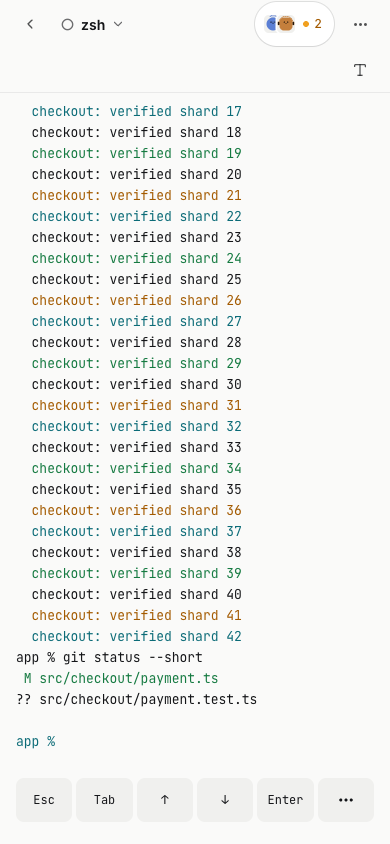 zsh
2
T
checkout: verified shard 17
checkout: verified shard 18
checkout: verified shard 19
checkout: verified shard 20
checkout: verified shard 21
checkout: verified shard 22
checkout: verified shard 23
checkout: verified shard 24
checkout: verified shard 25
checkout: verified shard 26
checkout: verified shard 27
checkout: verified shard 28
checkout: verified shard 29
checkout: verified shard 30
checkout: verified shard 31
checkout: verified shard 32
checkout: verified shard 33
checkout: verified shard 34
checkout: verified shard 35
checkout: verified shard 36
checkout: verified shard 37
checkout: verified shard 38
checkout: verified shard 39
checkout: verified shard 40
checkout: verified shard 41
checkout: verified shard 42
app % git status --short
 M src/checkout/payment.ts
?? src/checkout/payment.test.ts
app %
Esc Tab ↑ ↓ Enter •••